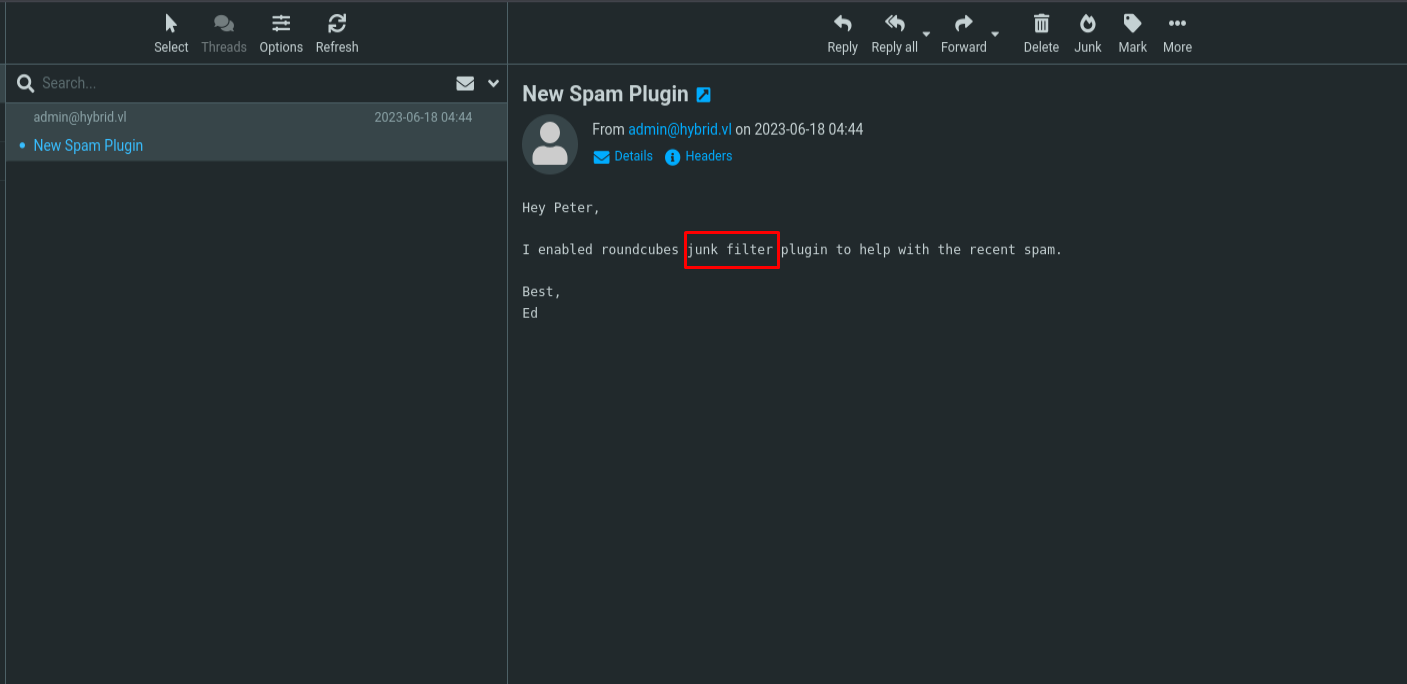 Select Threads Options Refresh
Reply Reply all Forward Delete Junk Mark More
Search...
admin@hybrid.vl 2023-06-18 04:44
New Spam Plugin
New Spam Plugin
From admin@hybrid.vl on 2023-06-18 04:44
Details Headers
Hey Peter,
I enabled roundcubes junk filter plugin to help with the recent spam.
Best,
Ed